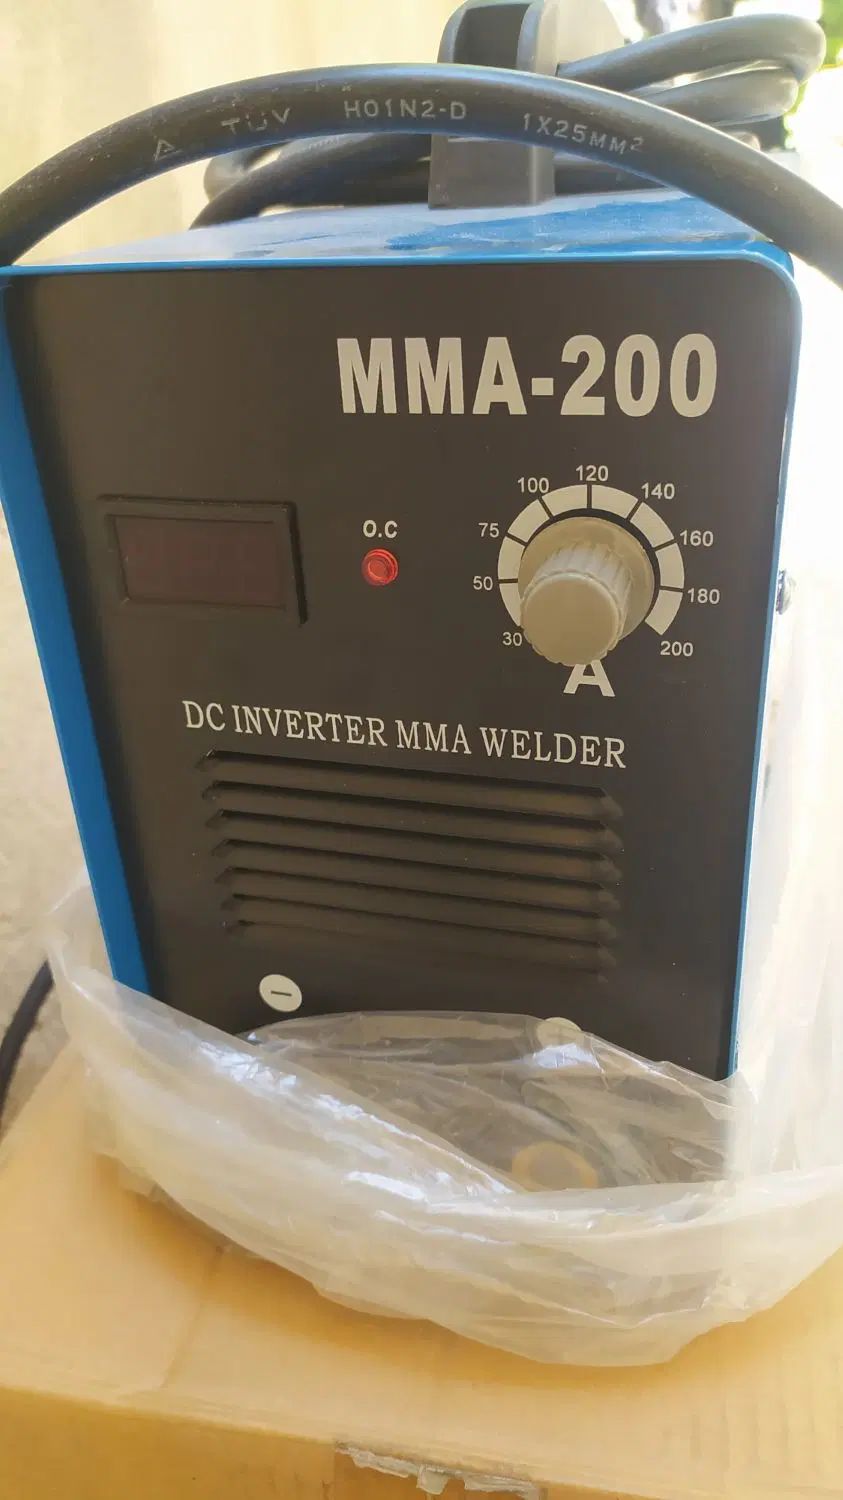 TÜV H01N2-D 1X25MM²
MMA-200
O.C
30 50 75 100 120 140 160 180 200
A
DC INVERTER MMA WELDER
−